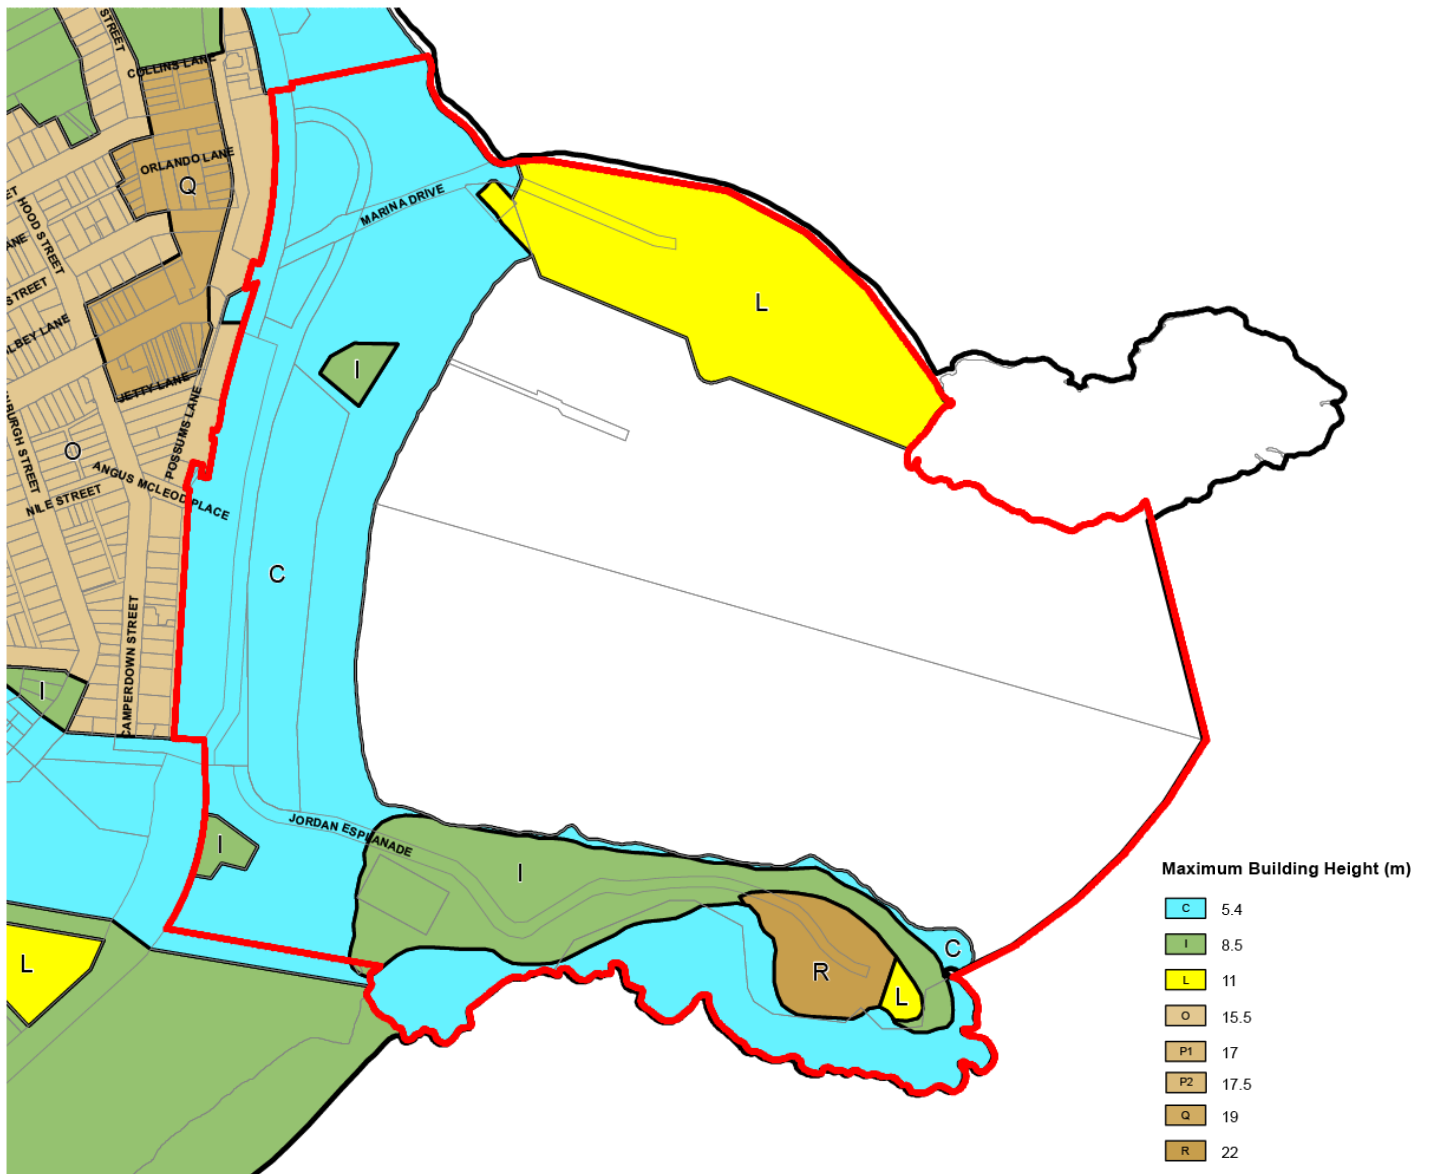 STREET
COLLINS LANE
ORLANDO LANE
Q
HOOD STREET
MARINA DRIVE
STREET
L
LBEY LANE
I
JETTY LANE
POSSUMS LANE
O
ANGUS MCLEOD PLACE
NILE STREET
C
CAMPERDOWN STREET
I
JORDAN ESPLANADE
I
I
L
C
R
L
Maximum Building Height (m)
C 5.4
I 8.5
L 11
O 15.5
P1 17
P2 17.5
Q 19
R 22